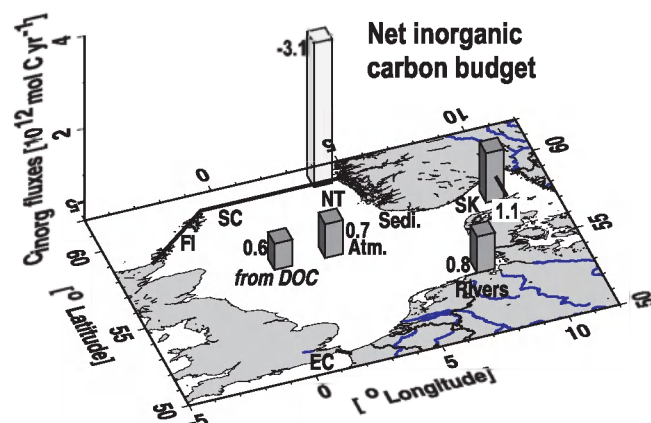 Net inorganic
carbon budget
Cinorg fluxes [10^12 mol C yr^-1]
4
2
-3.1
0
5
10
60
SC
NT
FI
Sedi.
SK
1.1
0.6
0.7
Atm.
from DOC
0.8
Rivers
EC
60
55
50
[ o Latitude]
55
50
0
5
10
[ o Longitude]